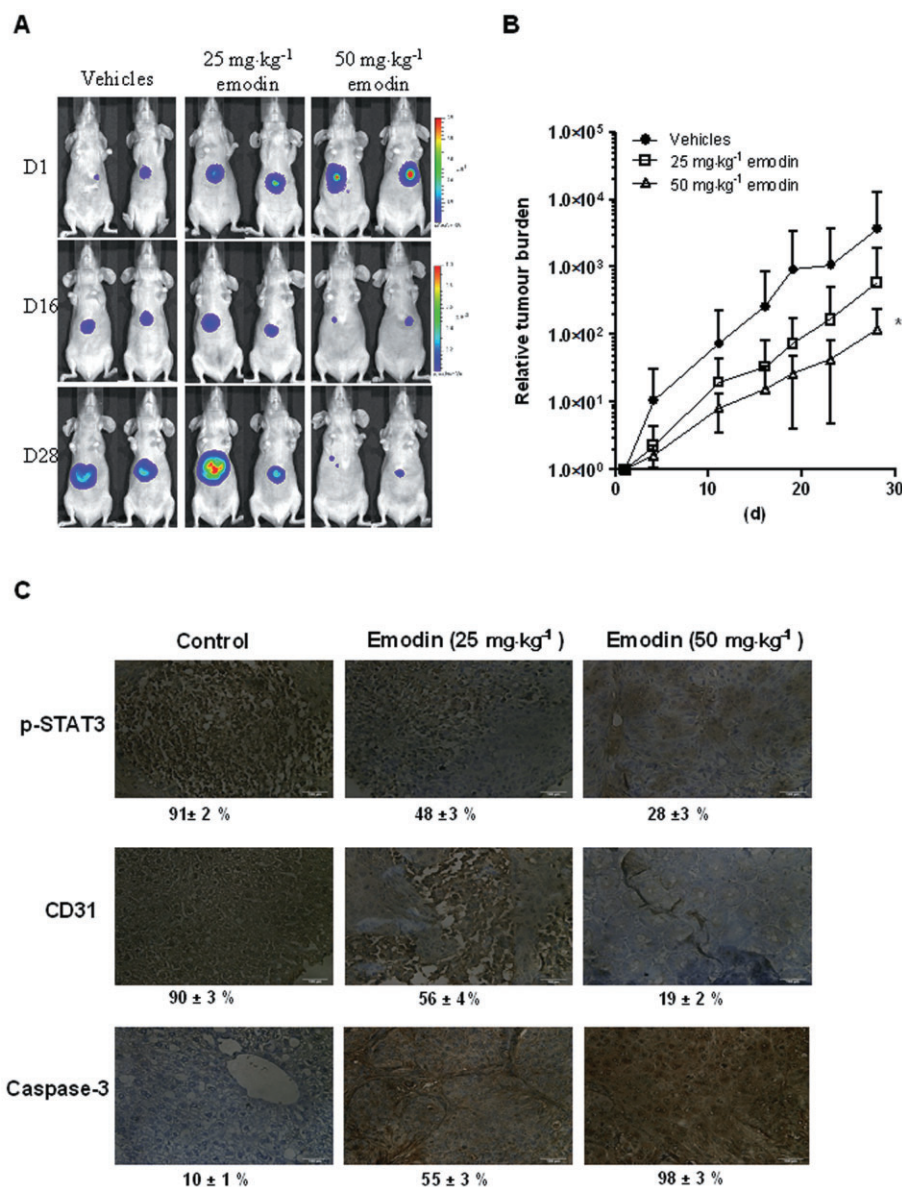 A
Vehicles
25 mg·kg⁻¹
emodin
50 mg·kg⁻¹
emodin
D1
D16
D28
B
Relative tumour burden
1.0×10⁵
1.0×10⁴
1.0×10³
1.0×10²
1.0×10¹
1.0×10⁰
0
10
20
30
(d)
Vehicles
25 mg·kg⁻¹ emodin
50 mg·kg⁻¹ emodin
*
C
Control
Emodin (25 mg·kg⁻¹ )
Emodin (50 mg·kg⁻¹)
p-STAT3
91± 2 %
48 ±3 %
28 ±3 %
CD31
90 ± 3 %
56 ± 4 %
19 ± 2 %
Caspase-3
10 ± 1 %
55 ± 3 %
98 ± 3 %